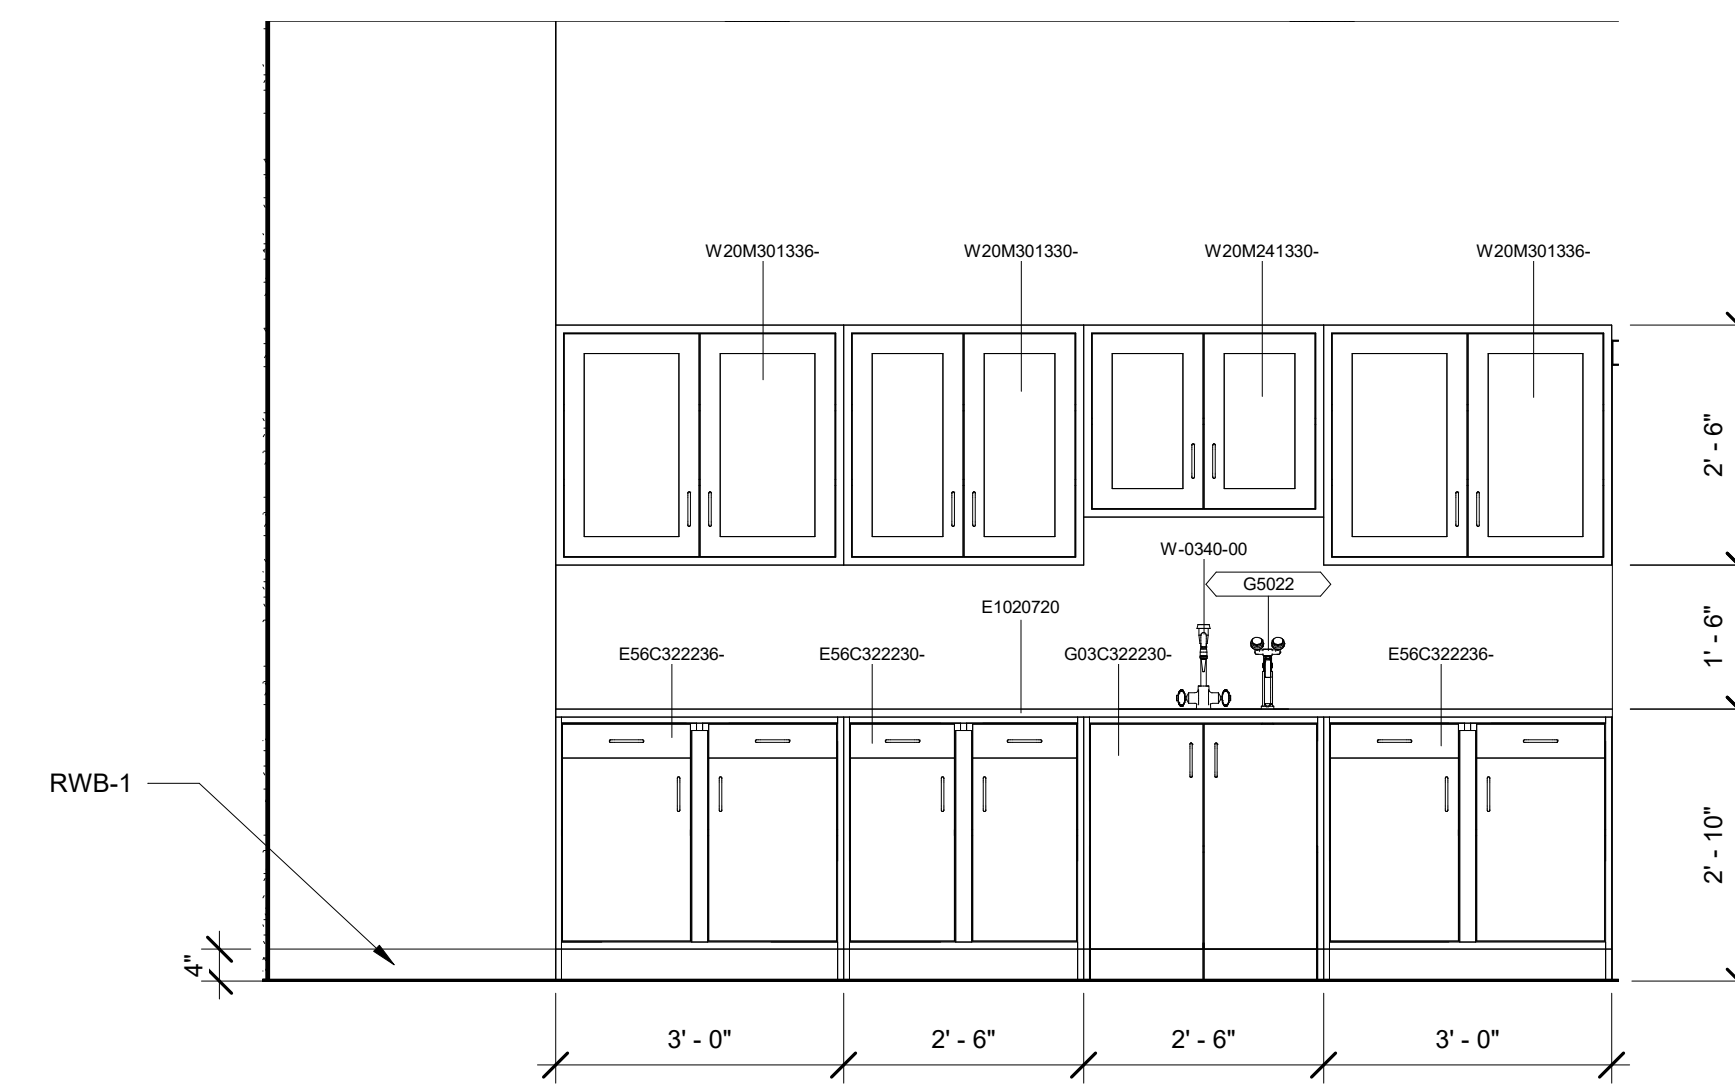 W20M301336-
W20M301330-
W20M241330-
W20M301336-
2' - 6"
W-0340-00
G5022
E1020720
1' - 6"
E56C322236-
E56C322230-
G03C322230-
E56C322236-
RWB-1
2' - 10"
4"
3' - 0"
2' - 6"
2' - 6"
3' - 0"